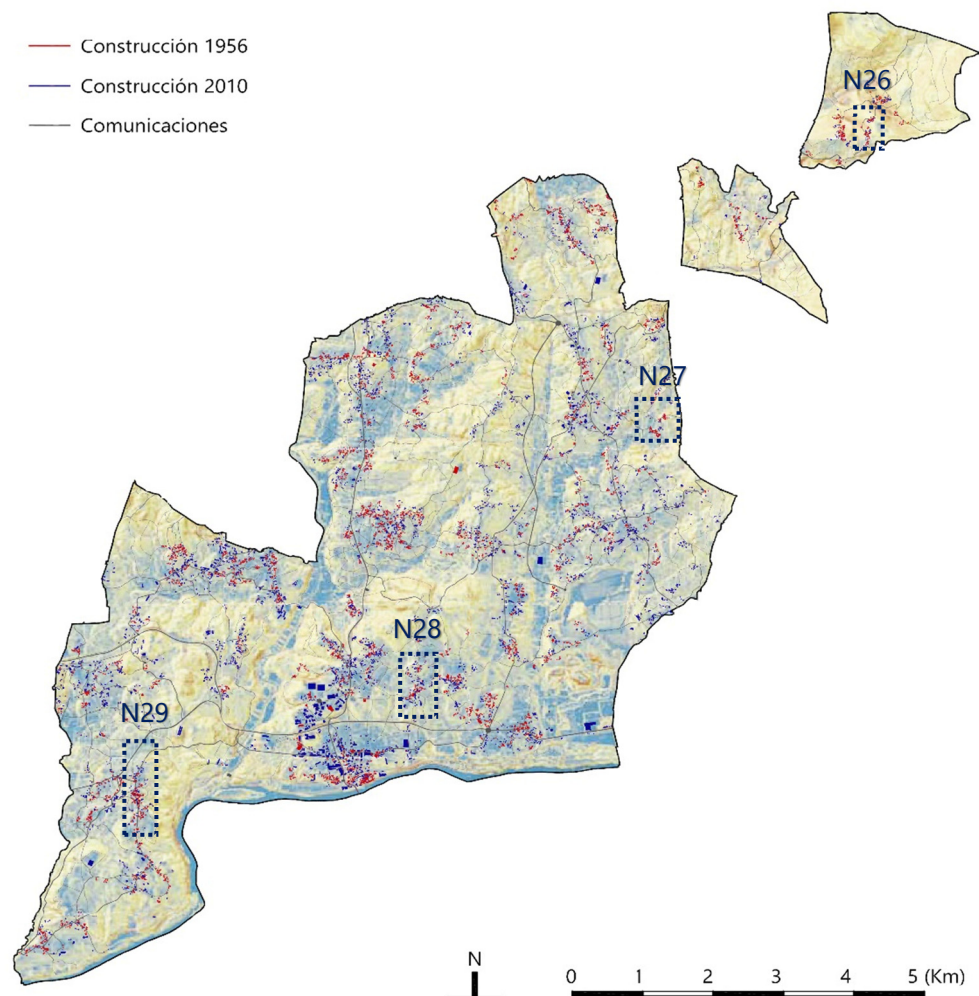 Construcción 1956
Construcción 2010
Comunicaciones
N26
N27
N28
N29
N
0 1 2 3 4 5 (Km)